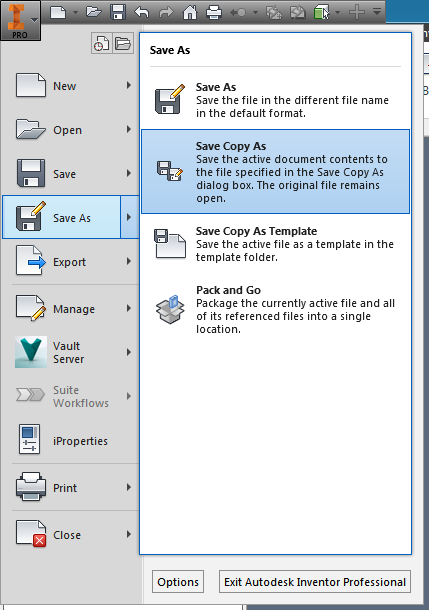 PRO
New
Open
Save
Save As
Export
Manage
Vault
Server
Suite
Workflows
iProperties
Print
Close
Save As
Save As
Save the file in the different file name
in the default format.
Save Copy As
Save the active document contents to
the file specified in the Save Copy As
dialog box. The original file remains
open.
Save Copy As Template
Save the active file as a template in the
template folder.
Pack and Go
Package the currently active file and all
of its referenced files into a single
location.
Options
Exit Autodesk Inventor Professional